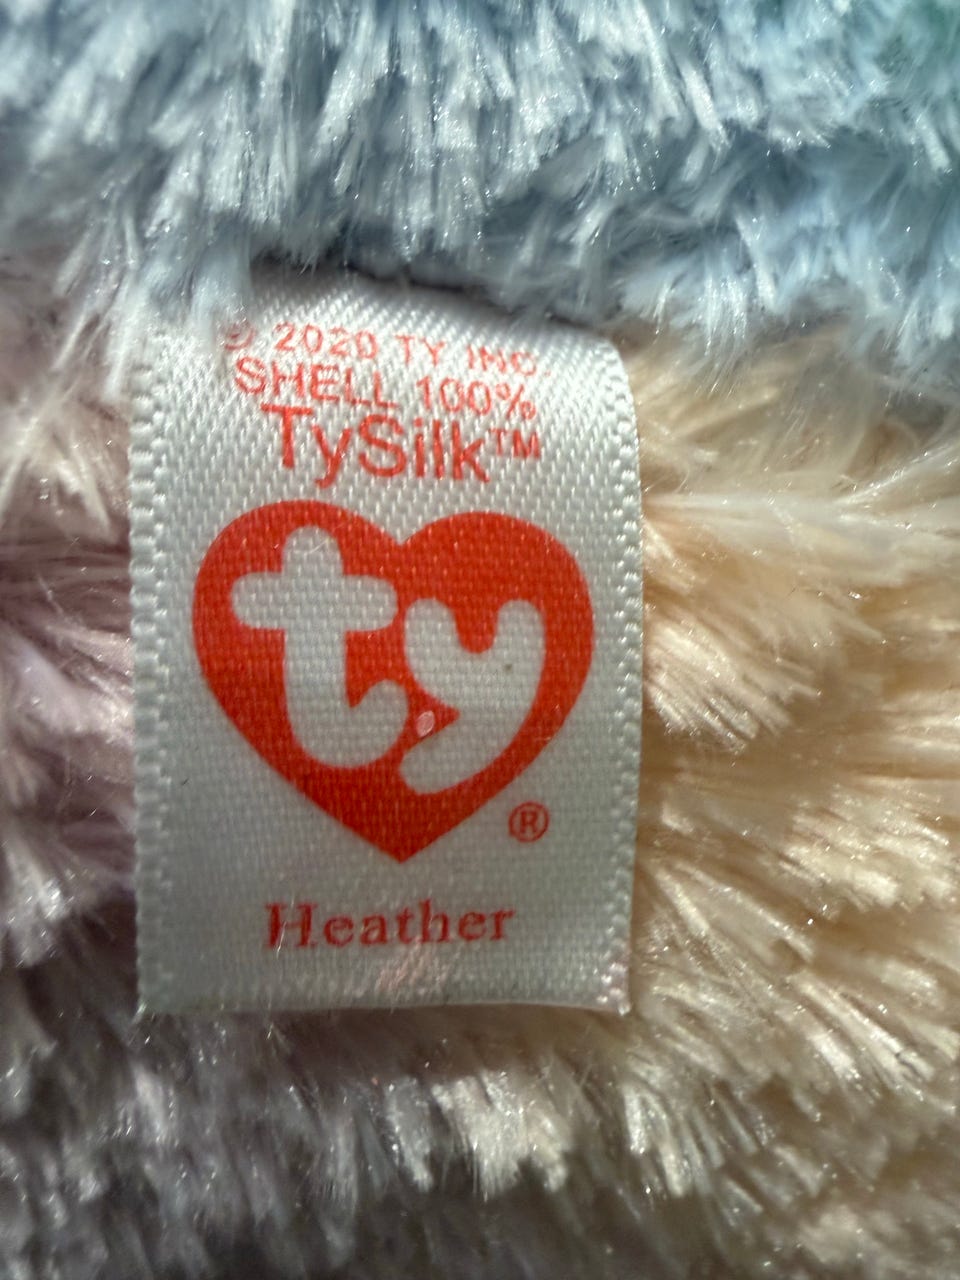 © 2020 TY INC.
SHELL 100%
TySilk™
ty
®
Heather